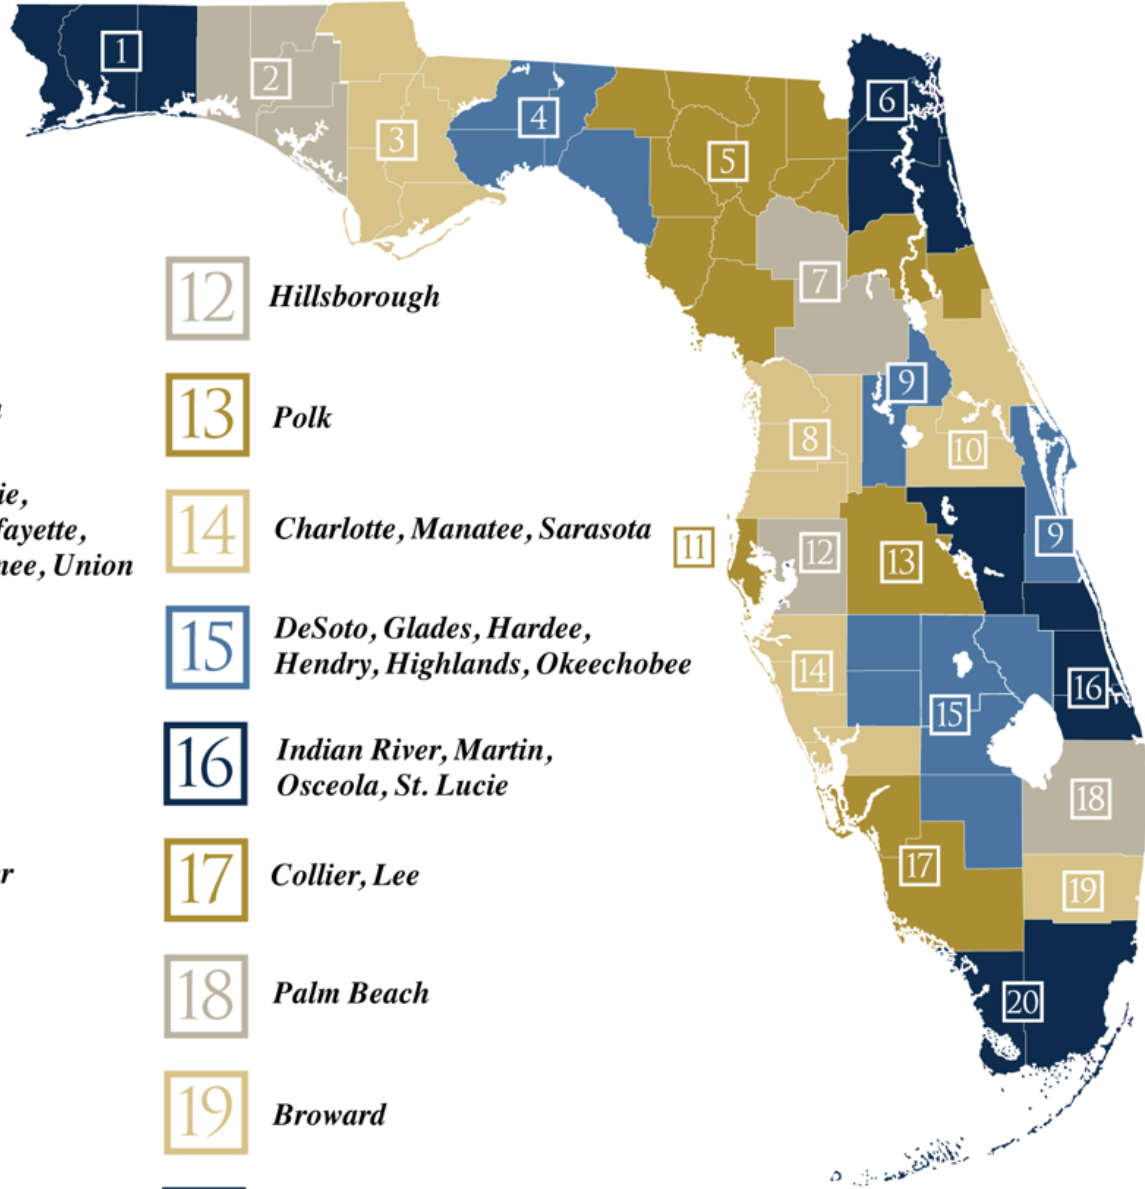 1
2
3
4
5
6
7
8
9
10
9
11
12
13
14
15
16
17
18
19
20
12 Hillsborough
13 Polk
fayette,
Union
14 Charlotte, Manatee, Sarasota
15 DeSoto, Glades, Hardee,
Hendry, Highlands, Okeechobee
16 Indian River, Martin,
Osceola, St. Lucie
17 Collier, Lee
18 Palm Beach
19 Broward